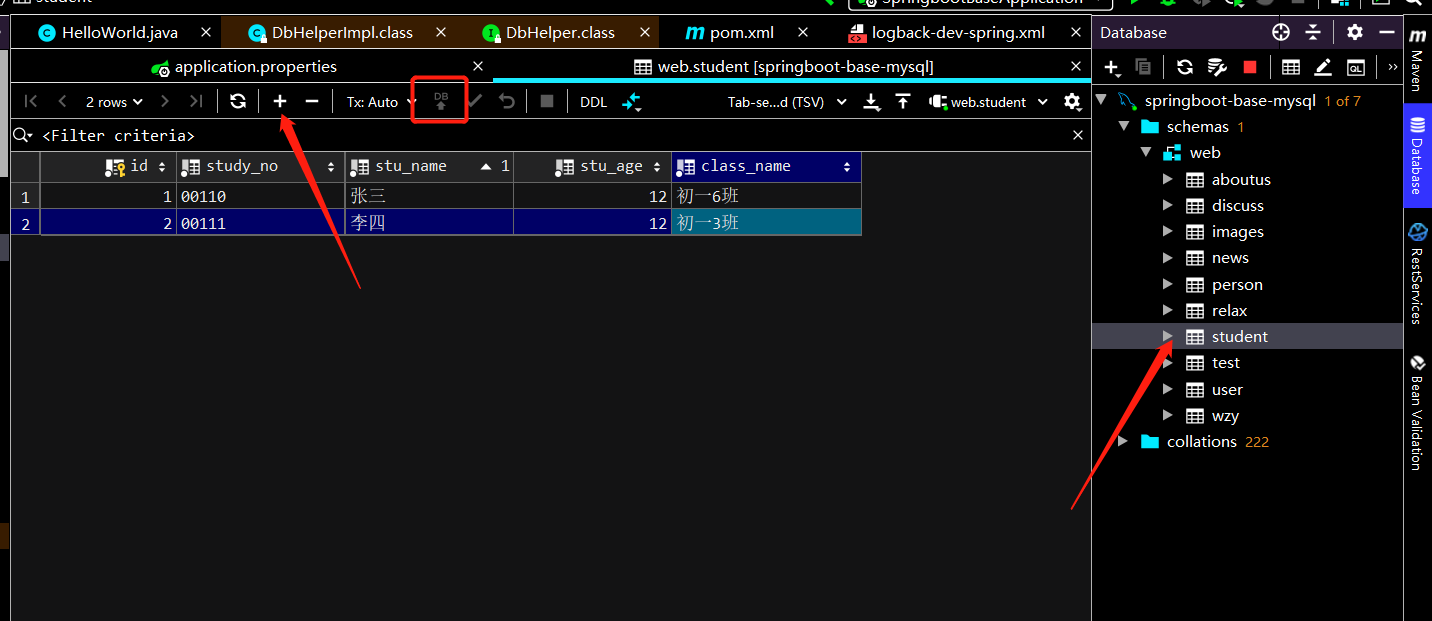 student
SpringbootBaseApplication
HelloWorld.java
DbHelperImpl.class
DbHelper.class
pom.xml
logback-dev-spring.xml
application.properties
web.student [springboot-base-mysql]
2 rows
Tx: Auto
DB
DDL
Tab-se...d (TSV)
web.student
<Filter criteria>
id study_no stu_name 1 stu_age class_name
1 1 00110 张三 12 初一6班
2 2 00111 李四 12 初一3班
Database
QL
springboot-base-mysql 1 of 7
schemas 1
web
aboutus
discuss
images
news
person
relax
student
test
user
wzy
collations 222
m
Maven
Database
RestServices
Bean Validation